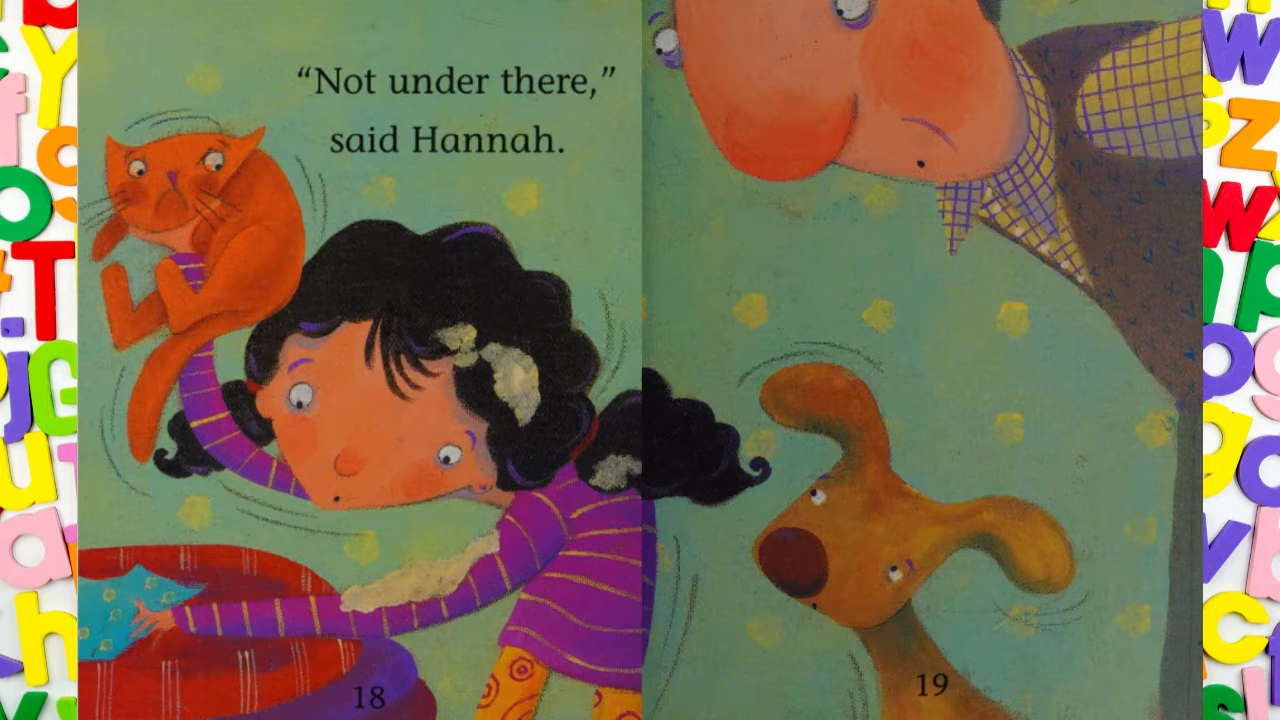 “Not under there,”
said Hannah.
18
19